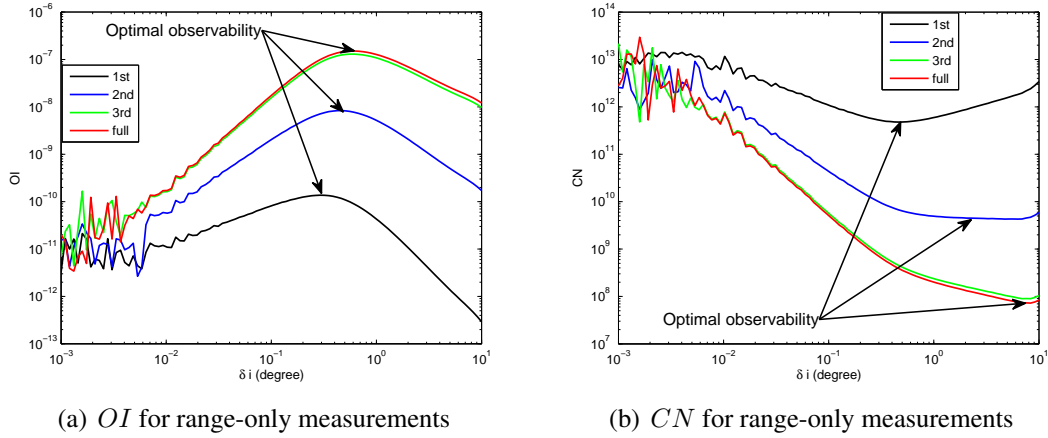 10^-6
10^-7
10^-8
10^-9
10^-10
10^-11
10^-12
10^-13
OI
Optimal observability
1st
2nd
3rd
full
10^-3
10^-2
10^-1
10^0
10^1
δ i (degree)
(a) OI for range-only measurements
10^14
10^13
10^12
10^11
10^10
10^9
10^8
10^7
CN
1st
2nd
3rd
full
Optimal observability
10^-3
10^-2
10^-1
10^0
10^1
δ i (degree)
(b) CN for range-only measurements